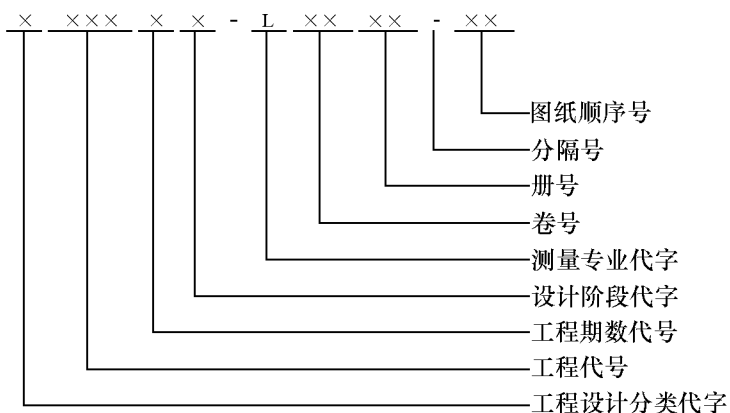 × ××× × × - L ×× ×× - ××
图纸顺序号
分隔号
册号
卷号
测量专业代字
设计阶段代字
工程期数代号
工程代号
工程设计分类代字